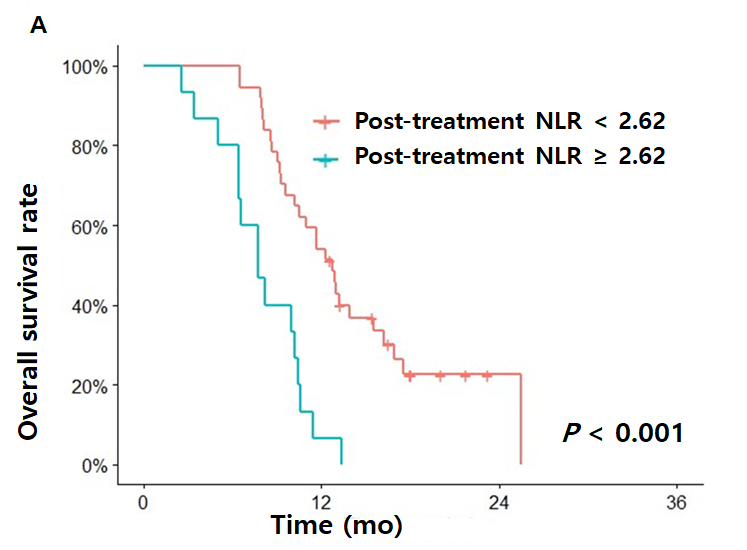 A
Overall survival rate
100%
80%
60%
40%
20%
0%
Post-treatment NLR < 2.62
Post-treatment NLR ≥ 2.62
P < 0.001
0 12 24 36
Time (mo)